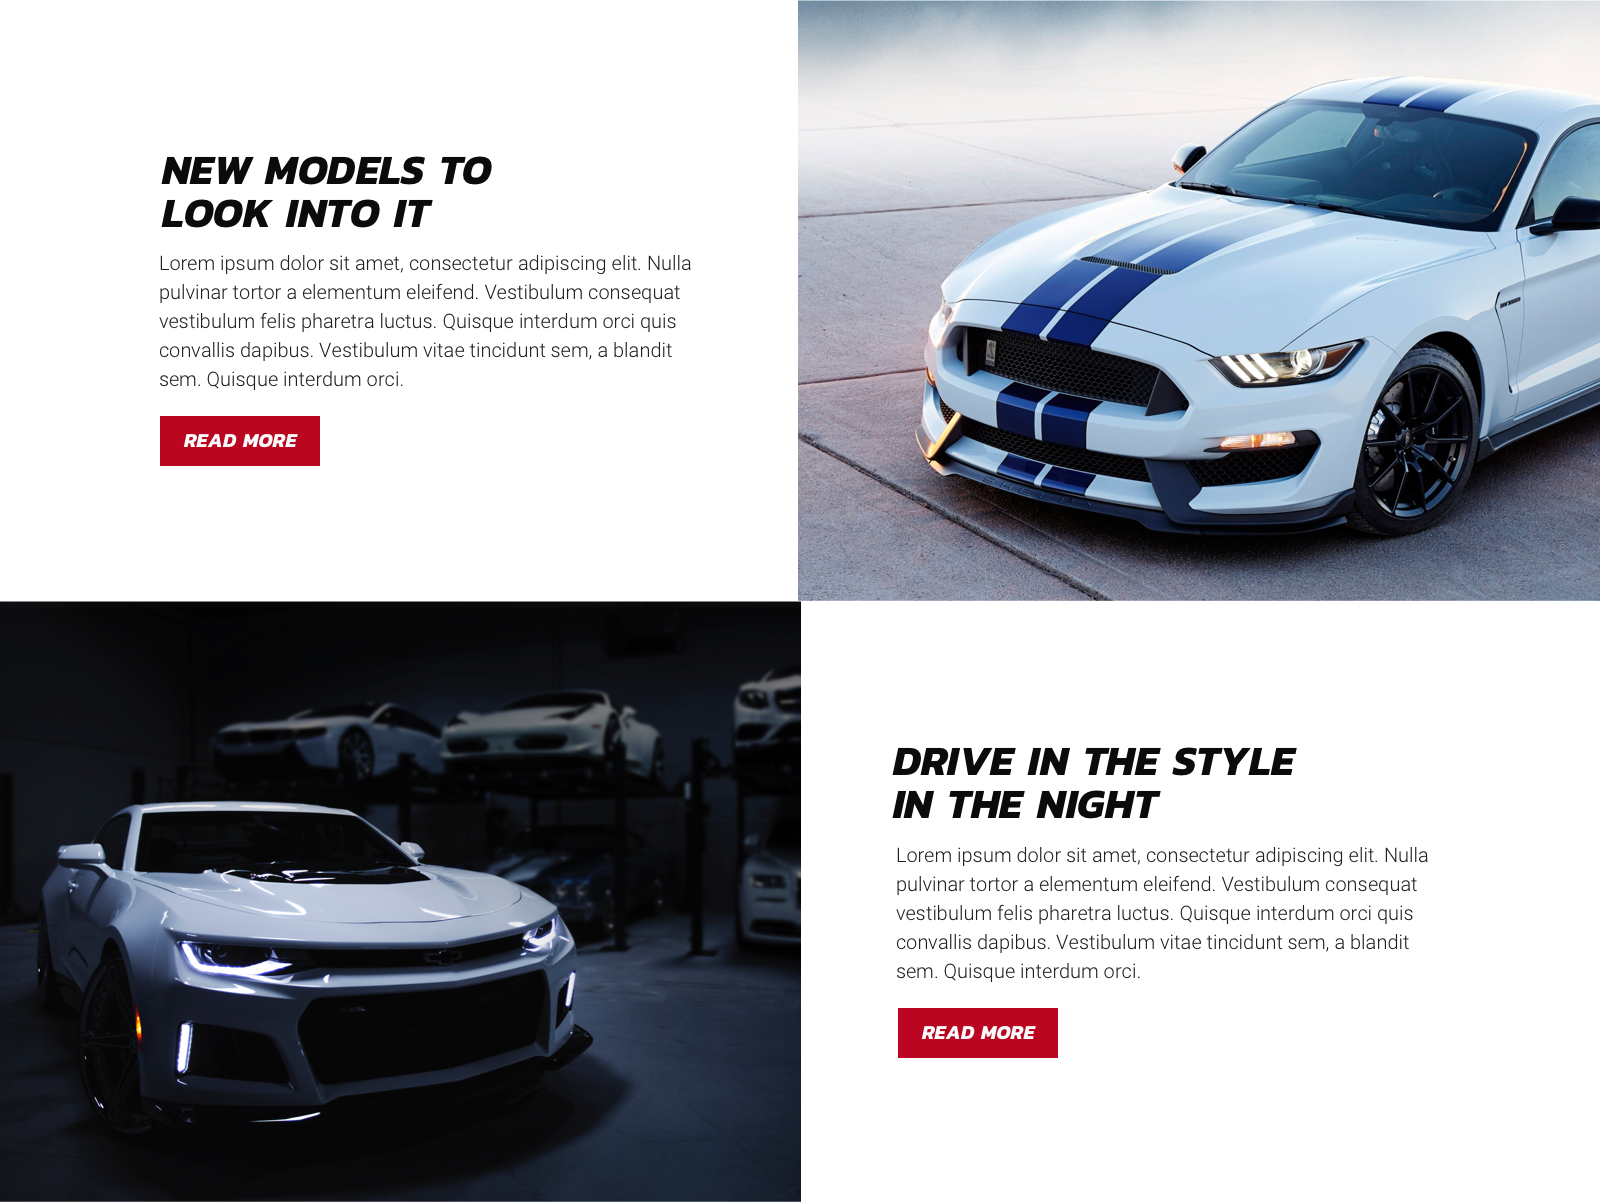 NEW MODELS TO
LOOK INTO IT
Lorem ipsum dolor sit amet, consectetur adipiscing elit. Nulla
pulvinar tortor a elementum eleifend. Vestibulum consequat
vestibulum felis pharetra luctus. Quisque interdum orci quis
convallis dapibus. Vestibulum vitae tincidunt sem, a blandit
sem. Quisque interdum orci.
READ MORE
DRIVE IN THE STYLE
IN THE NIGHT
Lorem ipsum dolor sit amet, consectetur adipiscing elit. Nulla
pulvinar tortor a elementum eleifend. Vestibulum consequat
vestibulum felis pharetra luctus. Quisque interdum orci quis
convallis dapibus. Vestibulum vitae tincidunt sem, a blandit
sem. Quisque interdum orci.
READ MORE